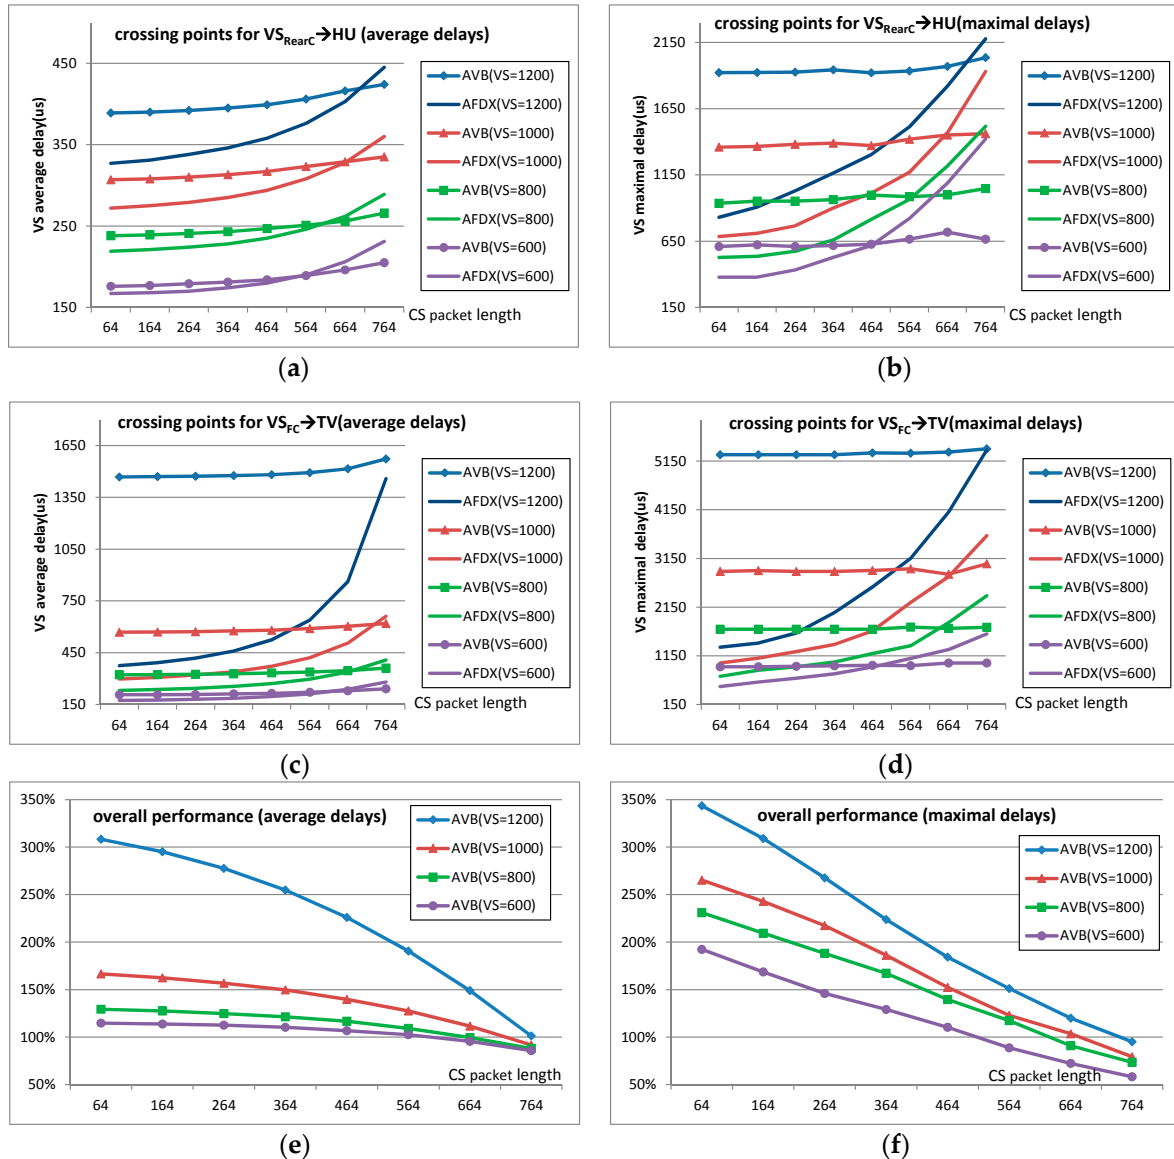 crossing points for VS_RearC→HU (average delays)
VS average delay(us)
450
350
250
150
64 164 264 364 464 564 664 764
CS packet length
AVB(VS=1200)
AFDX(VS=1200)
AVB(VS=1000)
AFDX(VS=1000)
AVB(VS=800)
AFDX(VS=800)
AVB(VS=600)
AFDX(VS=600)
(a)
crossing points for VS_RearC→HU(maximal delays)
VS maximal delay(us)
2150
1650
1150
650
150
64 164 264 364 464 564 664 764
CS packet length
AVB(VS=1200)
AFDX(VS=1200)
AVB(VS=1000)
AFDX(VS=1000)
AVB(VS=800)
AFDX(VS=800)
AVB(VS=600)
AFDX(VS=600)
(b)
crossing points for VS_FC→TV(average delays)
VS average delay(us)
1650
1350
1050
750
450
150
64 164 264 364 464 564 664 764
CS packet length
AVB(VS=1200)
AFDX(VS=1200)
AVB(VS=1000)
AFDX(VS=1000)
AVB(VS=800)
AFDX(VS=800)
AVB(VS=600)
AFDX(VS=600)
(c)
crossing points for VS_FC→TV(maximal delays)
VS maximal delay(us)
5150
4150
3150
2150
1150
150
64 164 264 364 464 564 664 764
CS packet length
AVB(VS=1200)
AFDX(VS=1200)
AVB(VS=1000)
AFDX(VS=1000)
AVB(VS=800)
AFDX(VS=800)
AVB(VS=600)
AFDX(VS=600)
(d)
overall performance (average delays)
350%
300%
250%
200%
150%
100%
50%
64 164 264 364 464 564 664 764
CS packet length
AVB(VS=1200)
AVB(VS=1000)
AVB(VS=800)
AVB(VS=600)
(e)
overall performance (maximal delays)
350%
300%
250%
200%
150%
100%
50%
64 164 264 364 464 564 664 764
CS packet length
AVB(VS=1200)
AVB(VS=1000)
AVB(VS=800)
AVB(VS=600)
(f)